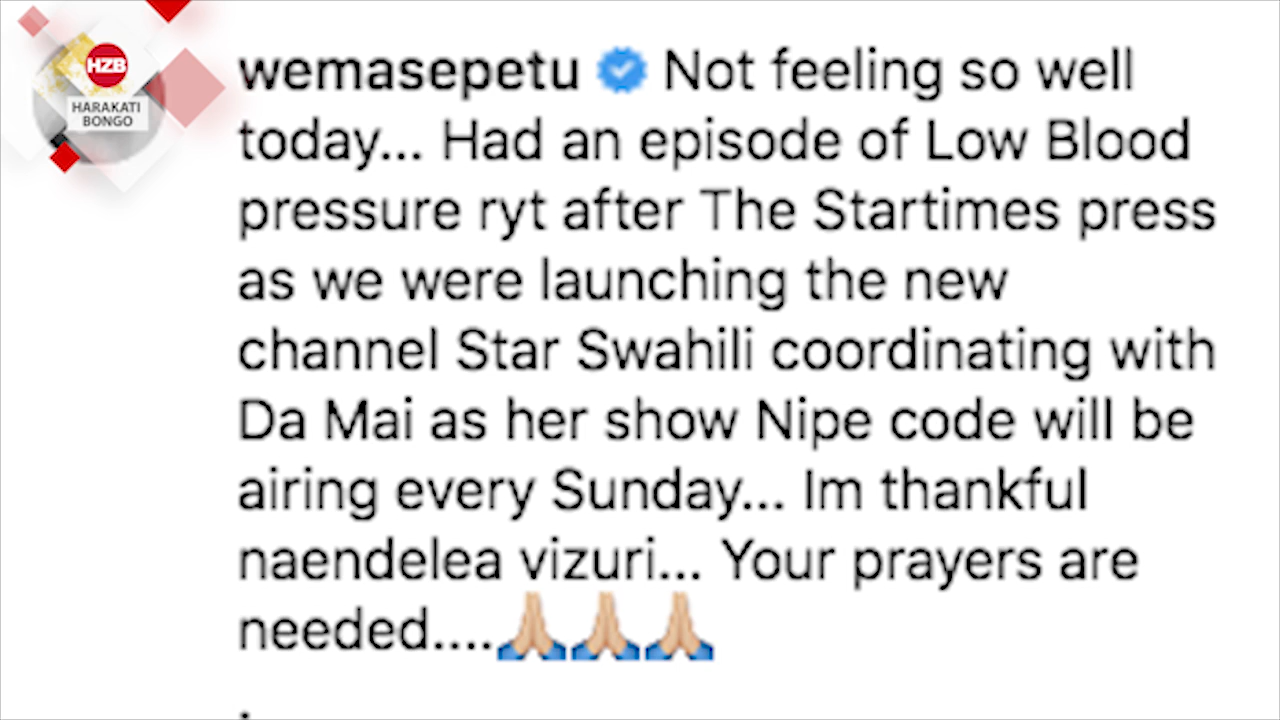 HZB
HARAKATI
BONGO
wemasepetu Not feeling so well
today... Had an episode of Low Blood
pressure ryt after The Startimes press
as we were launching the new
channel Star Swahili coordinating with
Da Mai as her show Nipe code will be
airing every Sunday... Im thankful
naendelea vizuri... Your prayers are
needed....🙏🏼🙏🏼🙏🏼
.